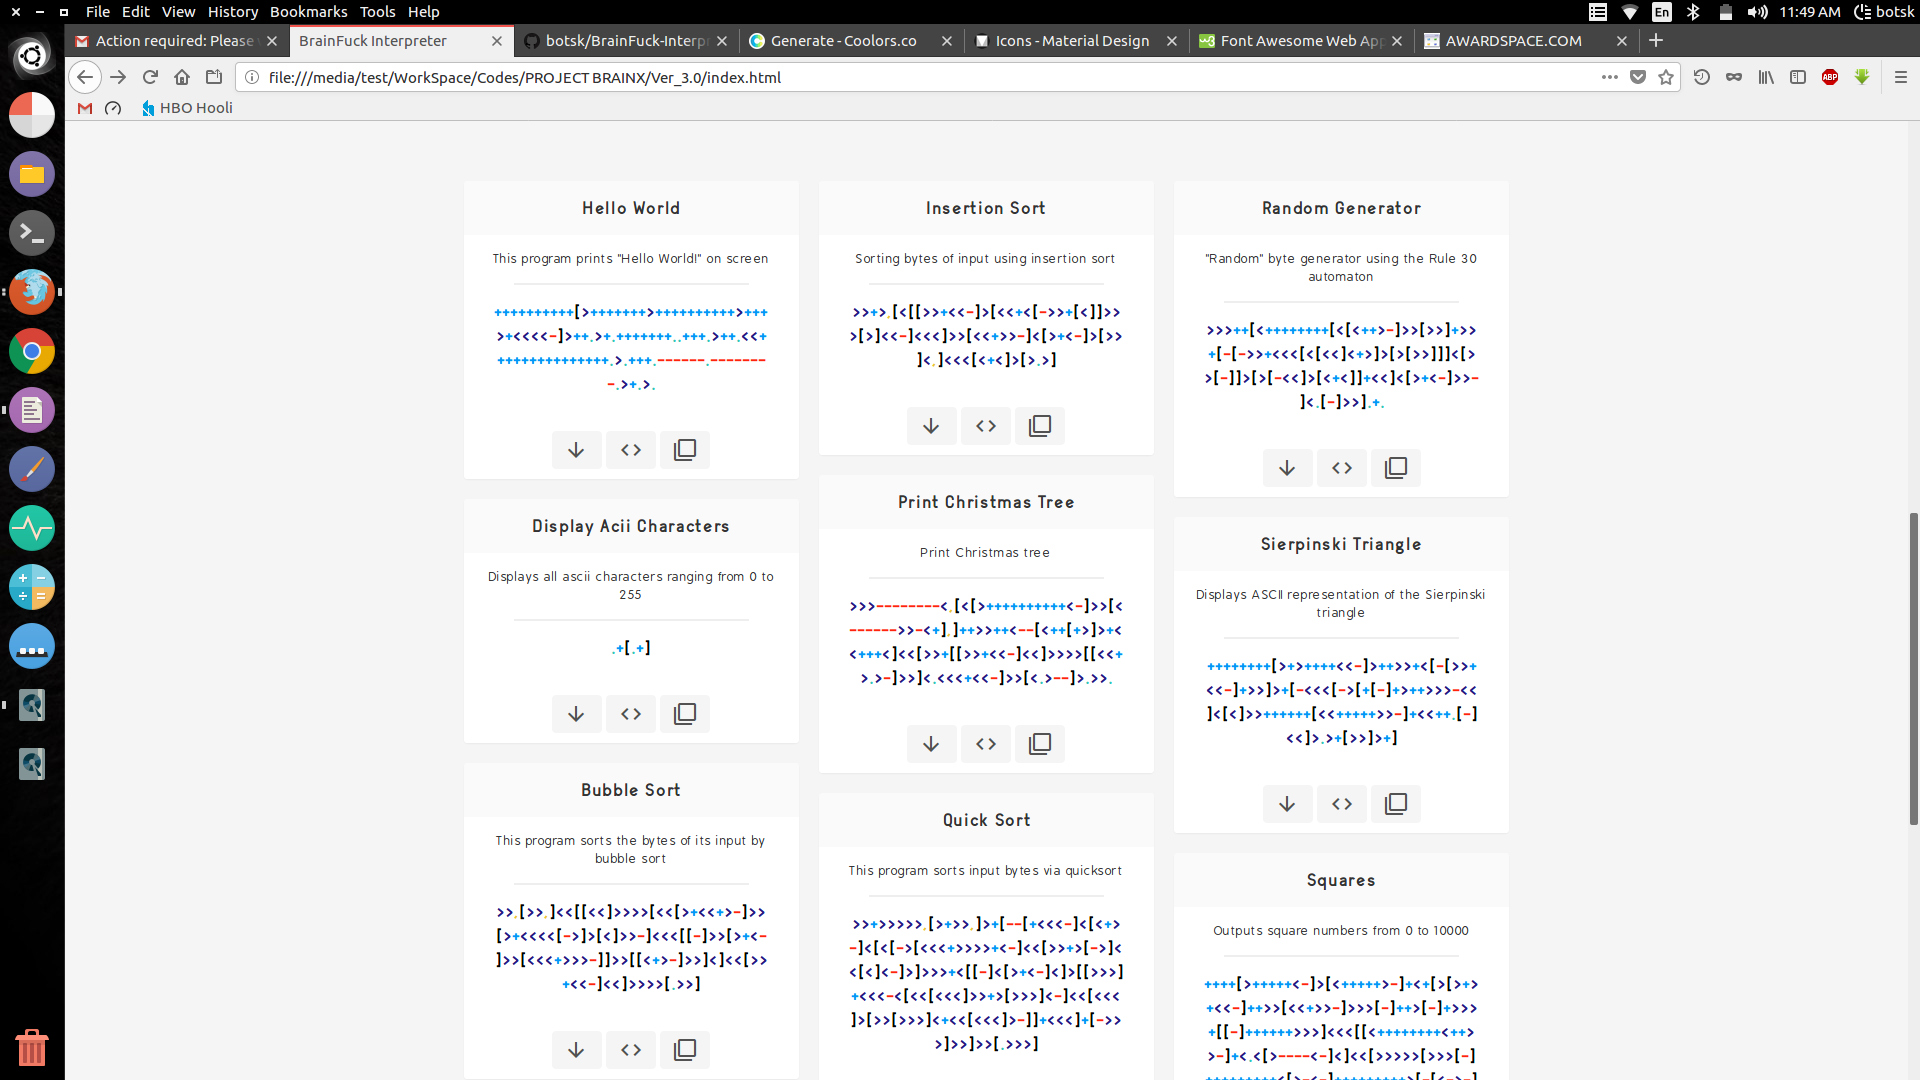 File Edit View History Bookmarks Tools Help
En
11:49 AM
botsk
Action required: Please
BrainFuck Interpreter
botsk/BrainFuck-Interp
Generate - Coolors.co
Icons - Material Design
Font Awesome Web App
AWARDSPACE.COM
file:///media/test/WorkSpace/Codes/PROJECT BRAINX/Ver_3.0/index.html
ABP
HBO Hooli
Hello World
This program prints "Hello World!" on screen
++++++++++[>+++++++>++++++++++>+++
>+<<<<-]>++.>+.+++++++..+++.>++.<<+
++++++++++++++.>.+++.------.-------
-.>+.>.
Display Acii Characters
Displays all ascii characters ranging from 0 to
255
.+[.+]
Bubble Sort
This program sorts the bytes of its input by
bubble sort
>>,[>>,]<<[[<<]>>>>[<<[>+<<+>-]>>
[>+<<<<[->]>[<]>>-]<<<[[-]>>[>+<-
]>>[<<<+>>>-]]>>[[<+>-]>>]<]<<[>>
+<<-]<<]>>>>[.>>]
Insertion Sort
Sorting bytes of input using insertion sort
>>+>,[<[[>>+<<-]>[<<+<[->>+[<]]>>
>[>]<<-]<<<]>>[<<+>>-]<[>+<-]>[>>
]<,]<<<[<+<]>[>.>]
Print Christmas Tree
Print Christmas tree
>>>--------<,[<[>++++++++++<-]>>[<
------>>-<+],]++>>++<--[<++[+>]>+<
<+++<]<<[>>+[[>>+<<-]<<]>>>>[[<<+
>.>-]>>]<.<<<+<<-]>>[<.>--]>.>>.
Quick Sort
This program sorts input bytes via quicksort
>>+>>>>>,[>+>>,]>+[--[+<<<-]<[<+>
-]<[<[->[<<<+>>>>+<-]<<[>>+>[->]<
<[<]<-]>]>>>+<[[-]<[>+<-]<]>[[>>>]
+<<<-<[<<[<<<]>>+>[>>>]<-]<<[<<<
]>[>>[>>>]<+<<[<<<]>-]]+<<<]+[->>
>]>>]>>[.>>>]
Random Generator
"Random" byte generator using the Rule 30
automaton
>>>++[<++++++++[<[<++>-]>>[>>]+>>
+[-[->>+<<<[<[<<]<+>]>[>[>>]]]<[>
>[-]]>[>[-<<]>[<+<]]+<<]<[>+<-]>>-
]<.[-]>>].+.
Sierpinski Triangle
Displays ASCII representation of the Sierpinski
triangle
++++++++[>+>++++<<-]>++>>+<[-[>>+
<<-]+>>]>+[-<<<[->[+[-]+>++>>>-<<
]<[<]>>++++++[<<+++++>>-]+<<++.[-]
<<]>.>+[>>]>+]
Squares
Outputs square numbers from 0 to 10000
++++[>+++++<-]>[<+++++>-]+<+[>[>+>
+<<-]++>>[<<+>>-]>>>[-]++>[-]+>>>
+[[-]++++++>>>]<<<[[<++++++++<++>
>-]+<.<[>----<-]<]<<[>>>>>[>>>[-]